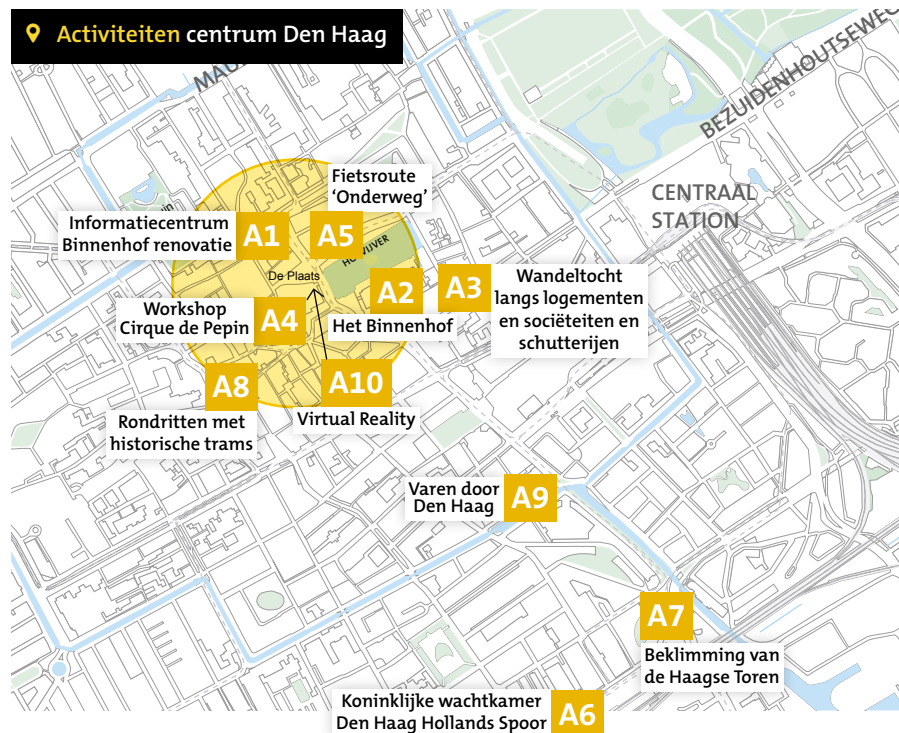 Activiteiten centrum Den Haag
BEZUIDENHOUTSEWEG
CENTRAAL
STATION
Fietsroute
‘Onderweg’
A5
Informatiecentrum
Binnenhof renovatie
A1
HOFVIJVER
De Plaats
A2
Het Binnenhof
A3
Wandeltocht
langs logementen
en sociëteiten en
schutterijen
Workshop
Cirque de Pepin
A4
A8
Rondritten met
historische trams
A10
Virtual Reality
Varen door
Den Haag
A9
A7
Beklimming van
de Haagse Toren
Koninklijke wachtkamer
Den Haag Hollands Spoor
A6